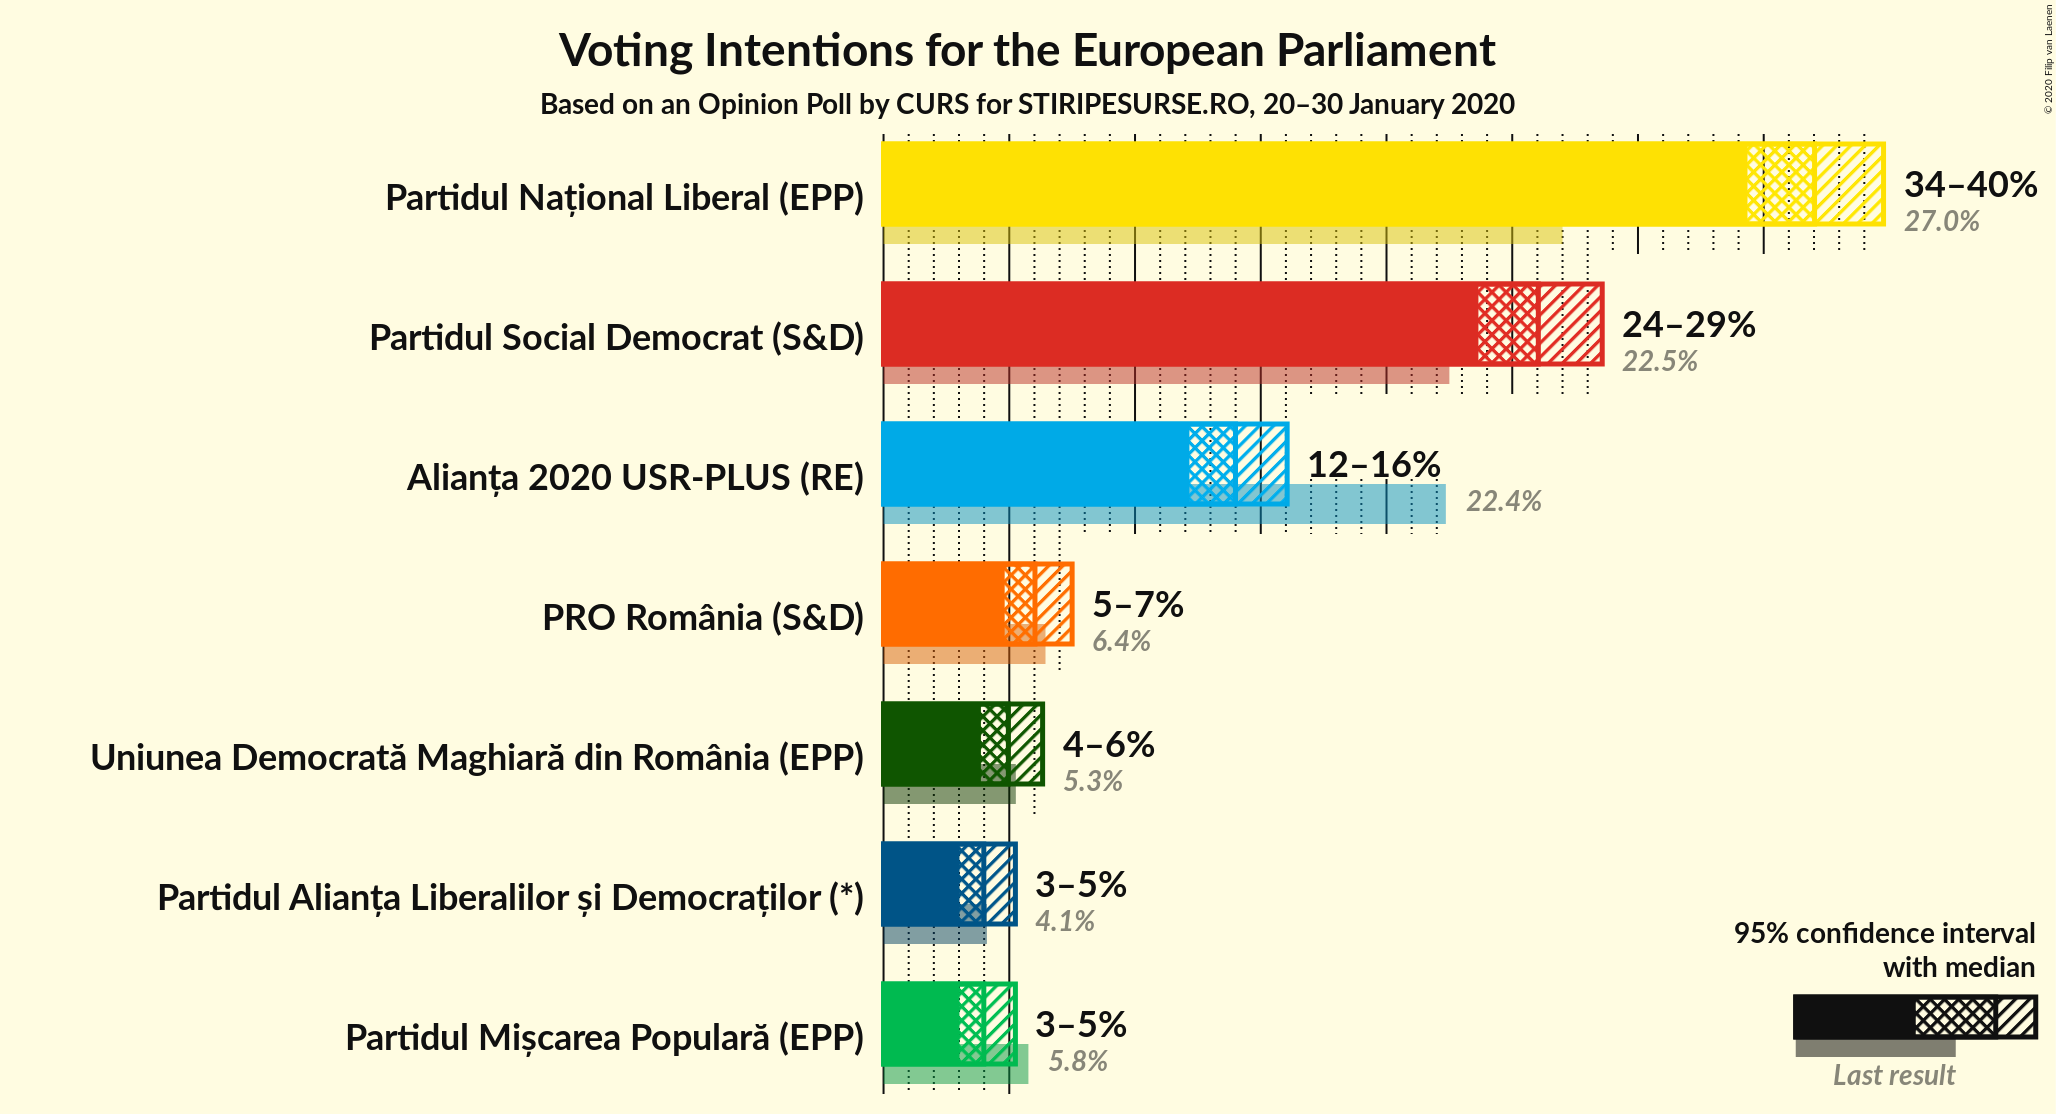 Voting Intentions for the European Parliament
Based on an Opinion Poll by CURS for STIRIPESURSE.RO, 20–30 January 2020
© 2020 Filip van Laenen
Partidul Național Liberal (EPP)
34–40%
27.0%
Partidul Social Democrat (S&D)
24–29%
22.5%
Alianța 2020 USR-PLUS (RE)
12–16%
22.4%
PRO România (S&D)
5–7%
6.4%
Uniunea Democrată Maghiară din România (EPP)
4–6%
5.3%
Partidul Alianța Liberalilor și Democraților (*)
3–5%
4.1%
Partidul Mișcarea Populară (EPP)
3–5%
5.8%
95% confidence interval
with median
Last result